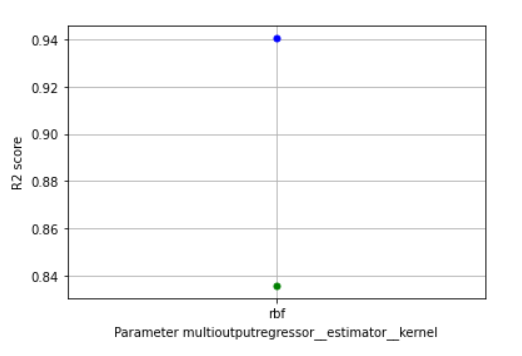 0.94
0.92
0.90
0.88
0.86
0.84
R2 score
rbf
Parameter multioutputregressor__estimator__kernel